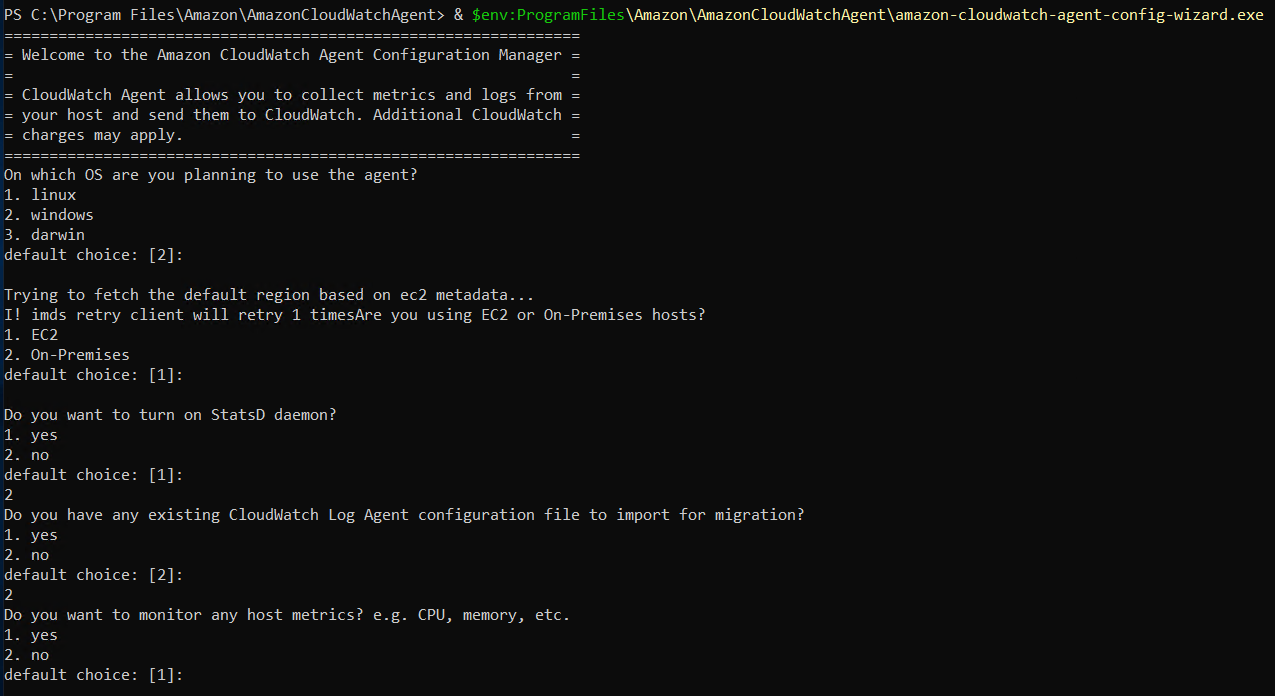 PS C:\Program Files\Amazon\AmazonCloudWatchAgent> & $env:ProgramFiles\Amazon\AmazonCloudWatchAgent\amazon-cloudwatch-agent-config-wizard.exe
================================================================
= Welcome to the Amazon CloudWatch Agent Configuration Manager =
=                                                              =
= CloudWatch Agent allows you to collect metrics and logs from =
= your host and send them to CloudWatch. Additional CloudWatch =
= charges may apply.                                           =
================================================================
On which OS are you planning to use the agent?
1. linux
2. windows
3. darwin
default choice: [2]:
Trying to fetch the default region based on ec2 metadata...
I! imds retry client will retry 1 timesAre you using EC2 or On-Premises hosts?
1. EC2
2. On-Premises
default choice: [1]:
Do you want to turn on StatsD daemon?
1. yes
2. no
default choice: [1]:
2
Do you have any existing CloudWatch Log Agent configuration file to import for migration?
1. yes
2. no
default choice: [2]:
2
Do you want to monitor any host metrics? e.g. CPU, memory, etc.
1. yes
2. no
default choice: [1]: